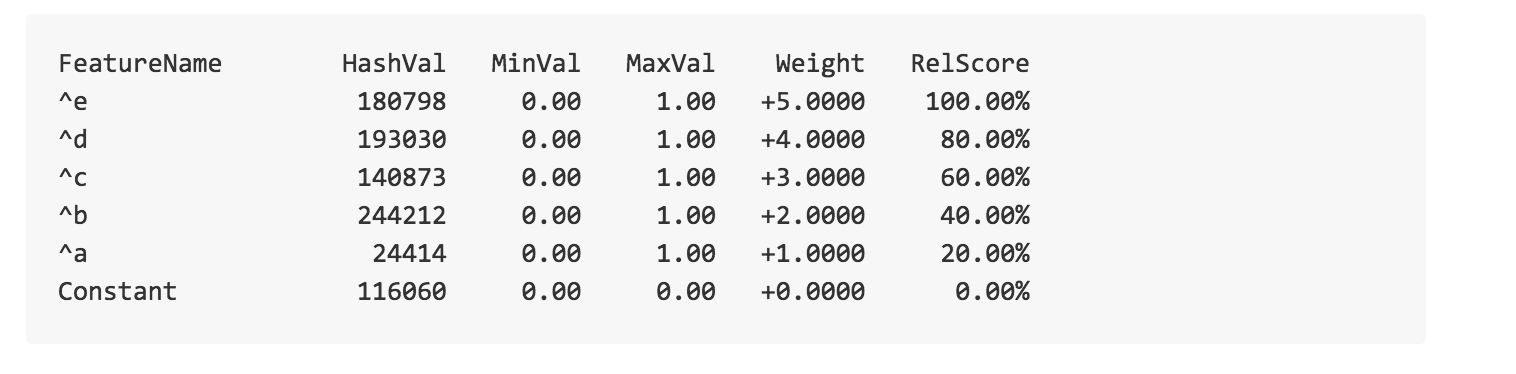 FeatureName        HashVal   MinVal   MaxVal    Weight   RelScore
^e                  180798     0.00     1.00   +5.0000    100.00%
^d                  193030     0.00     1.00   +4.0000     80.00%
^c                  140873     0.00     1.00   +3.0000     60.00%
^b                  244212     0.00     1.00   +2.0000     40.00%
^a                   24414     0.00     1.00   +1.0000     20.00%
Constant            116060     0.00     0.00   +0.0000      0.00%